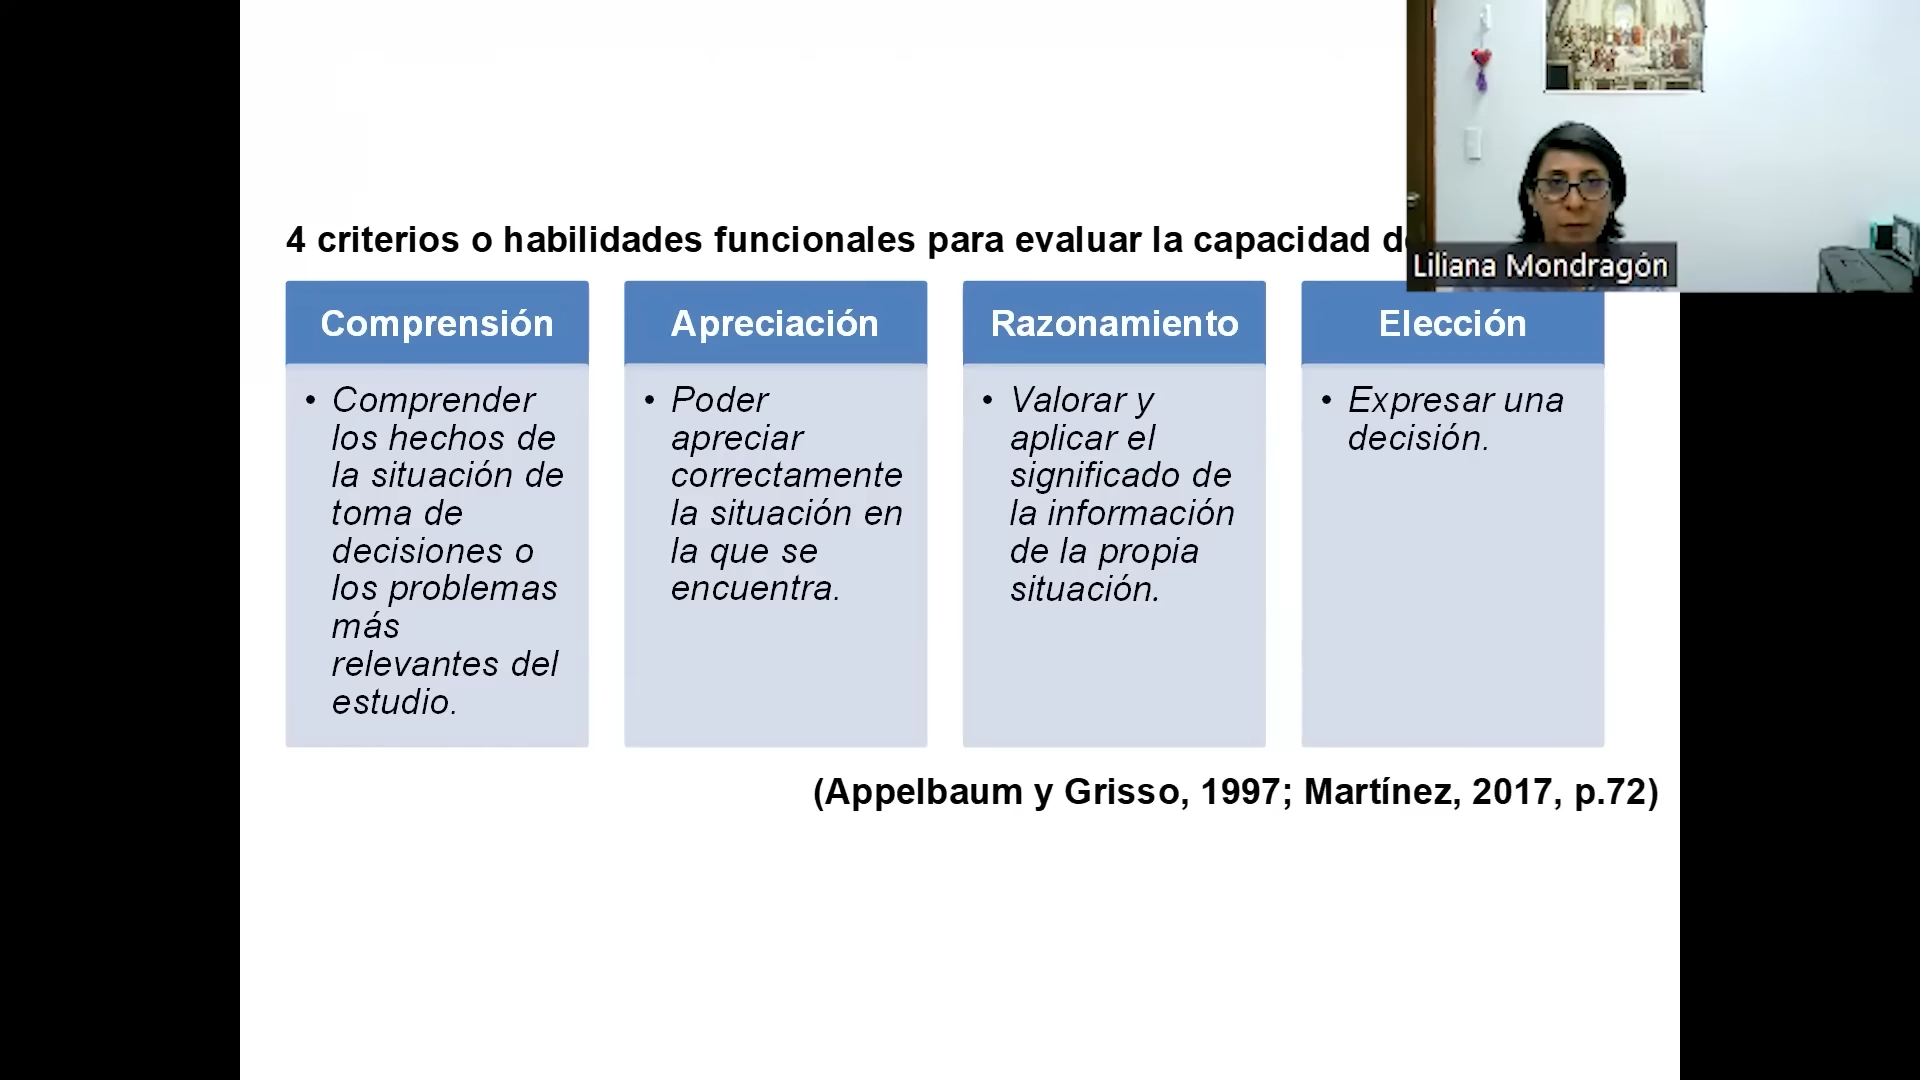 4 criterios o habilidades funcionales para evaluar la capacidad
Liliana Mondragón
Comprensión
• Comprender
los hechos de
la situación de
toma de
decisiones o
los problemas
más
relevantes del
estudio.
Apreciación
• Poder
apreciar
correctamente
la situación en
la que se
encuentra.
Razonamiento
• Valorar y
aplicar el
significado de
la información
de la propia
situación.
Elección
• Expresar una
decisión.
(Appelbaum y Grisso, 1997; Martínez, 2017, p.72)